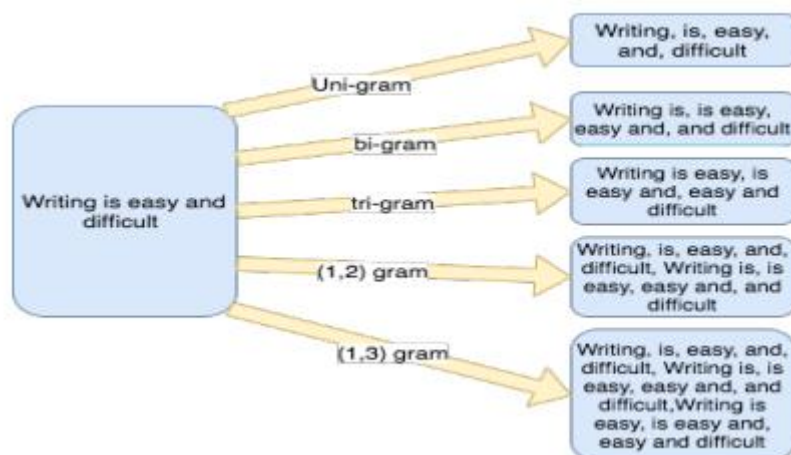 Writing is easy and
difficult
Uni-gram
Writing, is, easy,
and, difficult
bi-gram
Writing is, is easy,
easy and, and difficult
tri-gram
Writing is easy, is
easy and, easy and
difficult
(1,2) gram
Writing, is, easy, and,
difficult, Writing is, is
easy, easy and, and
difficult
(1,3) gram
Writing, is, easy, and,
difficult, Writing is, is
easy, easy and, and
difficult,Writing is
easy, is easy and,
easy and difficult